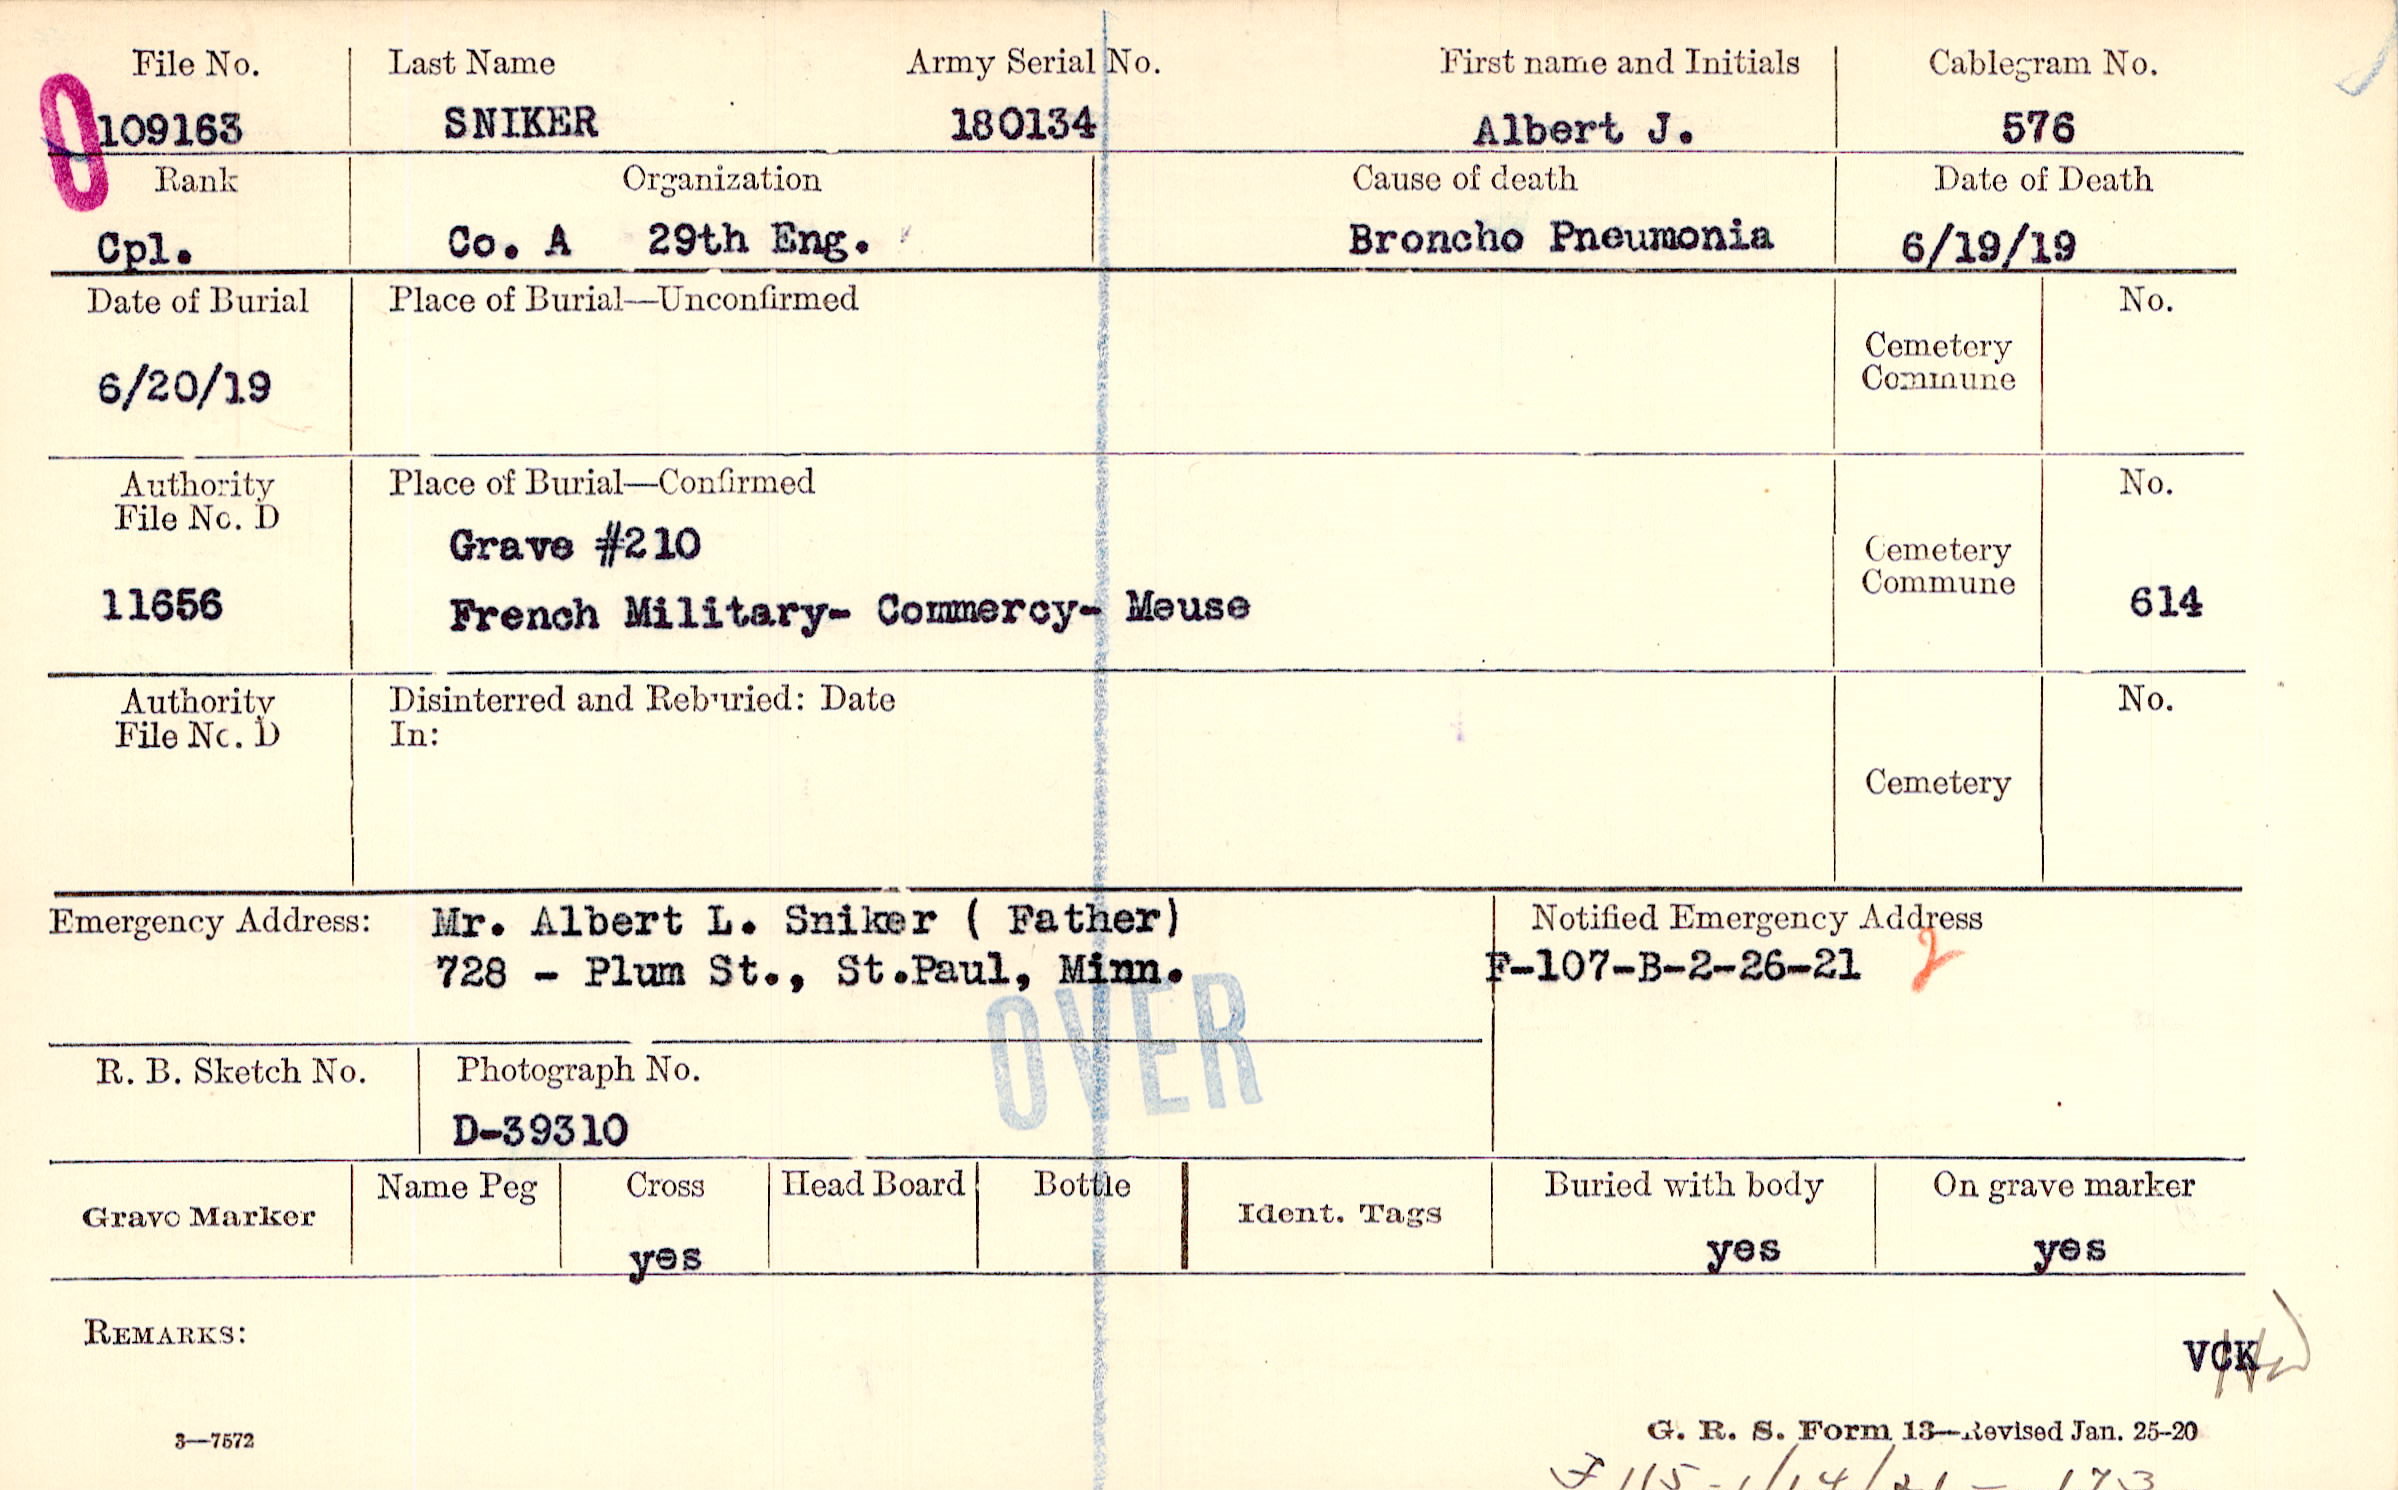 File No. Last Name Army Serial No. First name and Initials Cablegram No.
109163 SNIKER 180134 Albert J. 576
Rank Organization Cause of death Date of Death
Cpl. Co. A 29th Eng. Broncho Pneumonia 6/19/19
Date of Burial Place of Burial—Unconfirmed No.
Cemetery
Commune
6/20/19
Authority Place of Burial—Confirmed No.
File No. D
Grave #210
Cemetery
Commune
11656 French Military- Commercy- Meuse 614
Authority Disinterred and Reburied: Date No.
File No. D In:
Cemetery
Emergency Address: Mr. Albert L. Sniker ( Father) Notified Emergency Address
728 - Plum St., St.Paul, Minn. F-107-B-2-26-21 2
OVER
R. B. Sketch No. Photograph No.
D-39310
Name Peg Cross Head Board Bottle Buried with body On grave marker
Grave Marker Ident. Tags
yes yes yes
REMARKS:
VCK
3—7572 G. R. S. Form 13—Revised Jan. 25-20